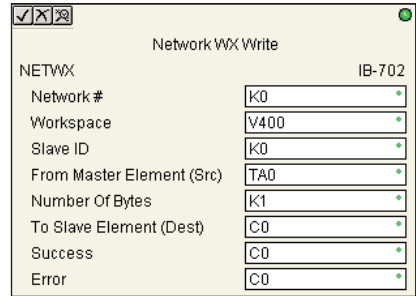 Network WX Write
NETWX IB-702
Network # K0
Workspace V400
Slave ID K0
From Master Element (Src) TA0
Number Of Bytes K1
To Slave Element (Dest) C0
Success C0
Error C0